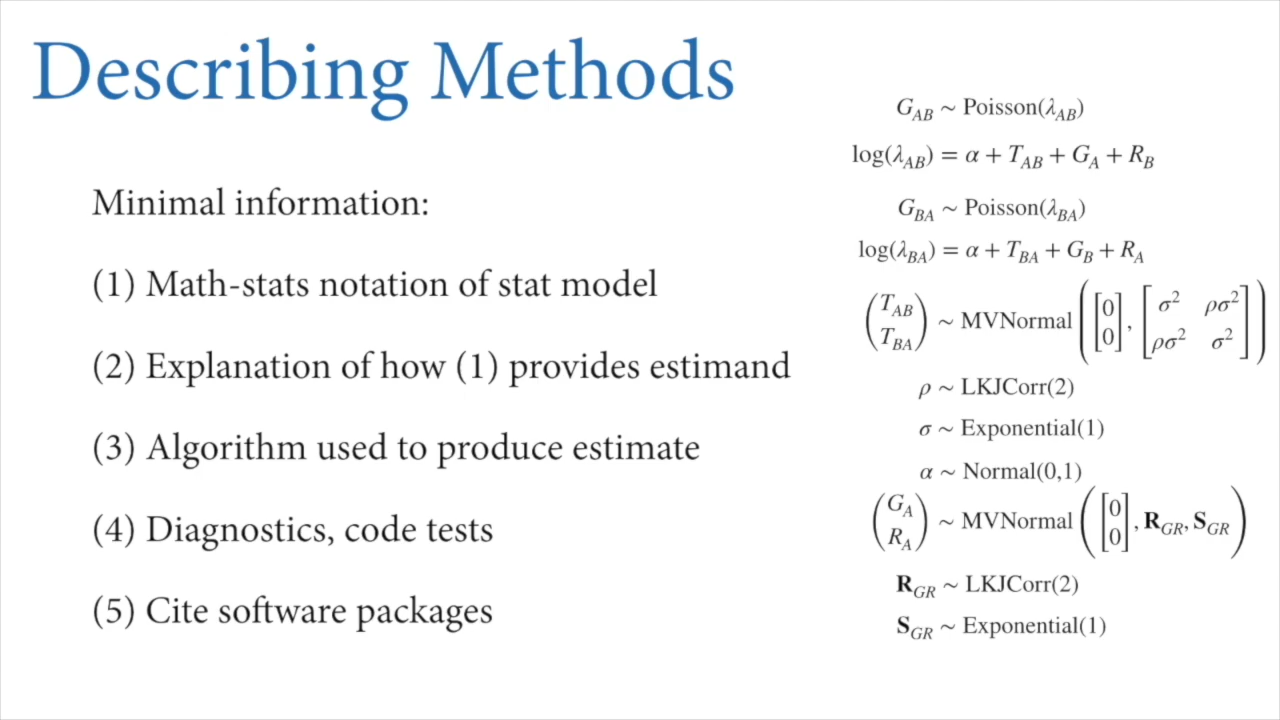 Describing Methods
Minimal information:
(1) Math-stats notation of stat model
(2) Explanation of how (1) provides estimand
(3) Algorithm used to produce estimate
(4) Diagnostics, code tests
(5) Cite software packages
G_AB ~ Poisson(λ_AB)
log(λ_AB) = α + T_AB + G_A + R_B
G_BA ~ Poisson(λ_BA)
log(λ_BA) = α + T_BA + G_B + R_A
(T_AB T_BA) ~ MVNormal([0 0], [σ² ρσ² ρσ² σ²])
ρ ~ LKJCorr(2)
σ ~ Exponential(1)
α ~ Normal(0,1)
(G_A R_A) ~ MVNormal([0 0], R_GR, S_GR)
R_GR ~ LKJCorr(2)
S_GR ~ Exponential(1)